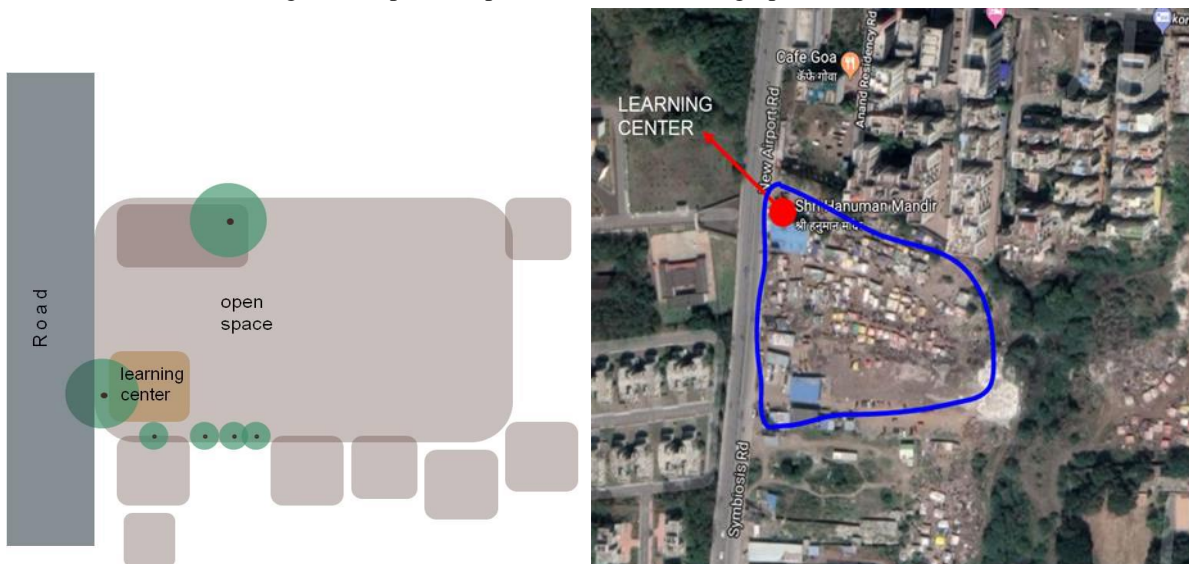 Road
open
space
learning
center
Cafe Goa
कॅफे गोवा
Anand Residency Rd
LEARNING
CENTER
New Airport Rd
Shri Hanuman Mandir
Symbiosis Rd